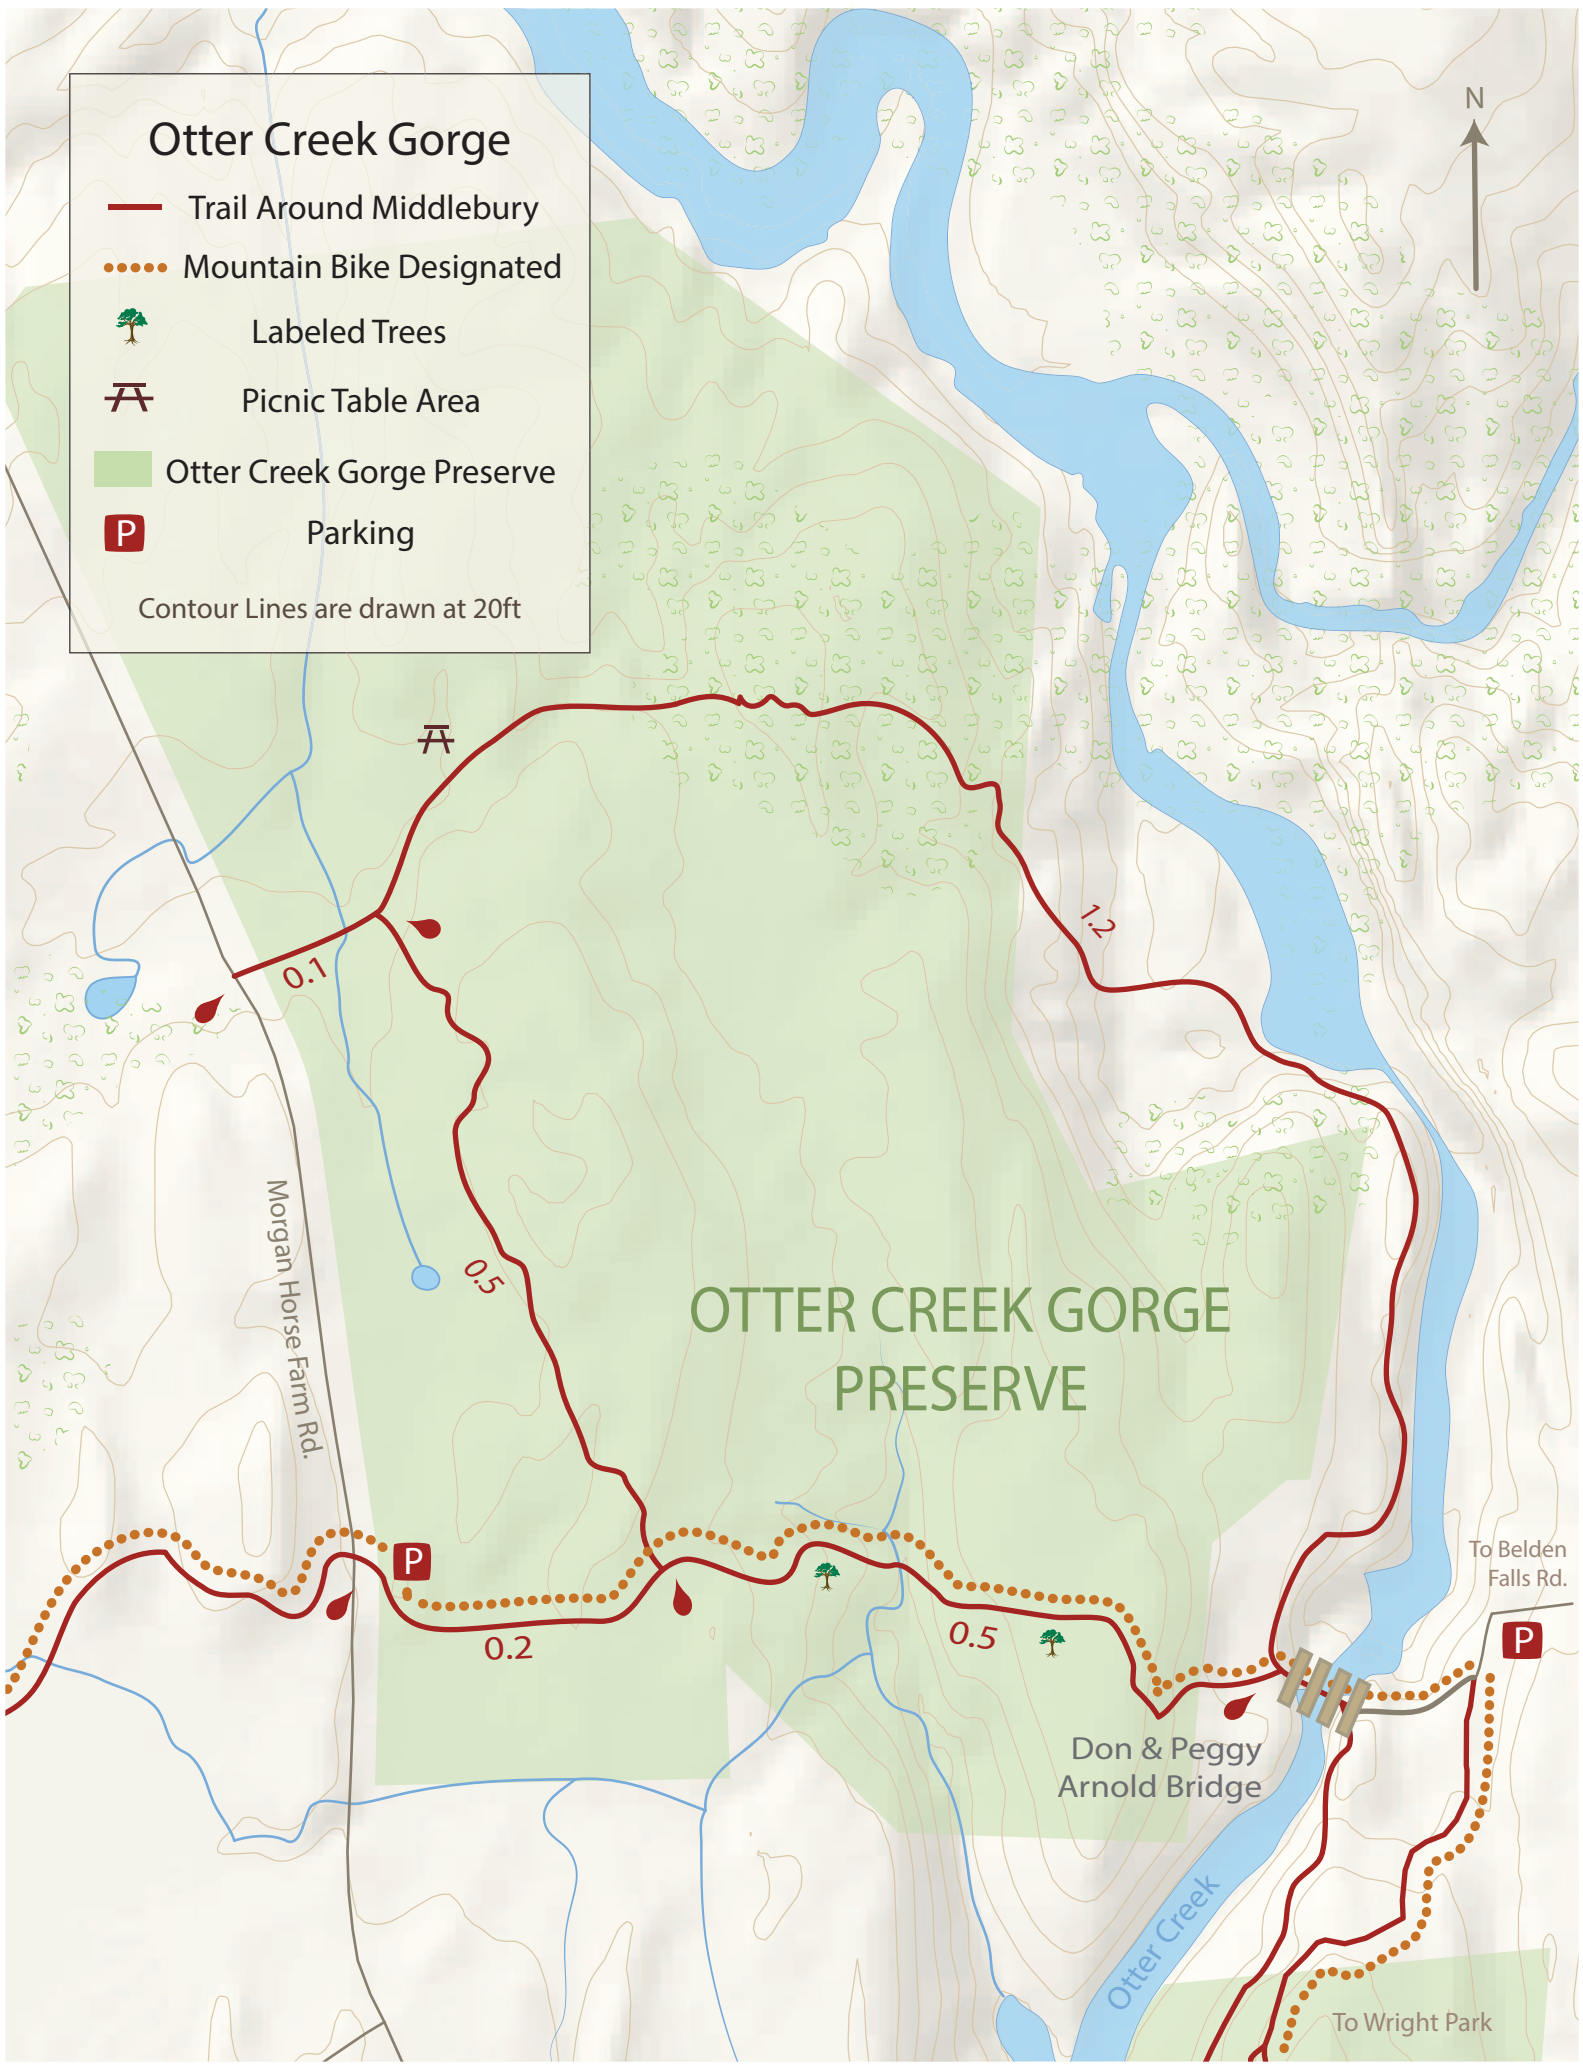 Otter Creek Gorge
Trail Around Middlebury
Mountain Bike Designated
Labeled Trees
Picnic Table Area
Otter Creek Gorge Preserve
P Parking
Contour Lines are drawn at 20ft
N
1.2
0.1
Morgan Horse Farm Rd.
0.5
OTTER CREEK GORGE
PRESERVE
P
To Belden
Falls Rd.
P
0.2
0.5
Don & Peggy
Arnold Bridge
Otter Creek
To Wright Park